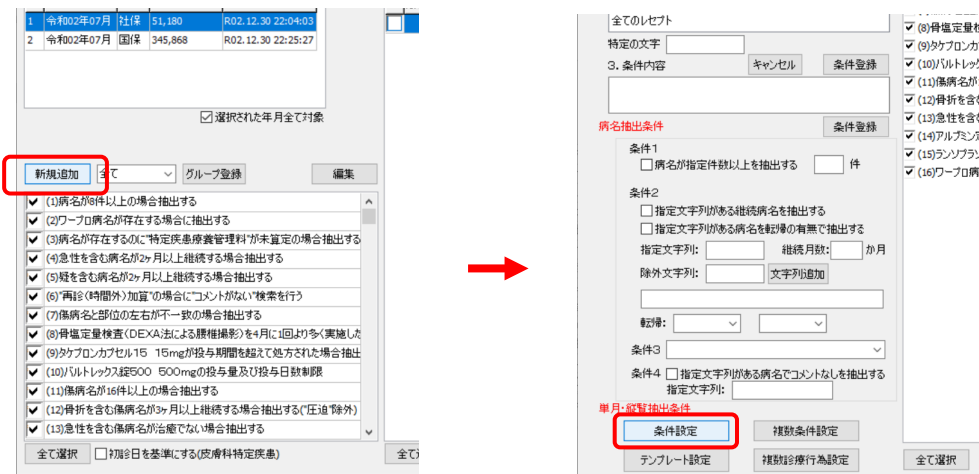 1 令和02年07月 社保 51,180 R02.12.30 22:04:03
2 令和02年07月 国保 345,868 R02.12.30 22:25:27
選択された年月全て対象
新規追加 全て グループ登録 編集
(1)病名が8件以上の場合抽出する
(2)ワープロ病名が存在する場合に抽出する
(3)病名が存在するのに"特定疾患療養管理料"が未算定の場合抽出する
(4)急性を含む病名が2ヶ月以上継続する場合抽出する
(5)疑を含む病名が2ヶ月以上継続する場合抽出する
(6)"再診(時間外)加算"の場合に"コメントがない"検索を行う
(7)傷病名と部位の左右が不一致の場合抽出する
(8)骨塩定量検査(DEXA法による腰椎撮影)を4月に1回より多く実施した
(9)タケプロンカプセル15 15mgが投与期間を超えて処方された場合抽出
(10)バルトレックス錠500 500mgの投与量及び投与日数制限
(11)傷病名が16件以上の場合抽出する
(12)骨折を含む傷病名が3ヶ月以上継続する場合抽出する("圧迫"除外)
(13)急性を含む傷病名が治癒でない場合抽出する
全て選択 初診日を基準にする(皮膚科特定疾患) 全て
全てのレセプト
特定の文字
3. 条件内容 キャンセル 条件登録
病名抽出条件 条件登録
条件1
病名が指定件数以上を抽出する 件
条件2
指定文字列がある継続病名を抽出する
指定文字列がある病名を転帰の有無で抽出する
指定文字列: 継続月数: か月
除外文字列: 文字列追加
転帰:
条件3
条件4 指定文字列がある病名でコメントなしを抽出する
指定文字列:
単月・縦覧抽出条件
条件設定 複数条件設定
テンプレート設定 複数診療行為設定
(8)骨塩定量検
(9)タケプロンカ
(10)バルトレッ
(11)傷病名が
(12)骨折を含
(13)急性を含
(14)アルブミン
(15)ランソプラ
(16)ワープロ病
全て選択